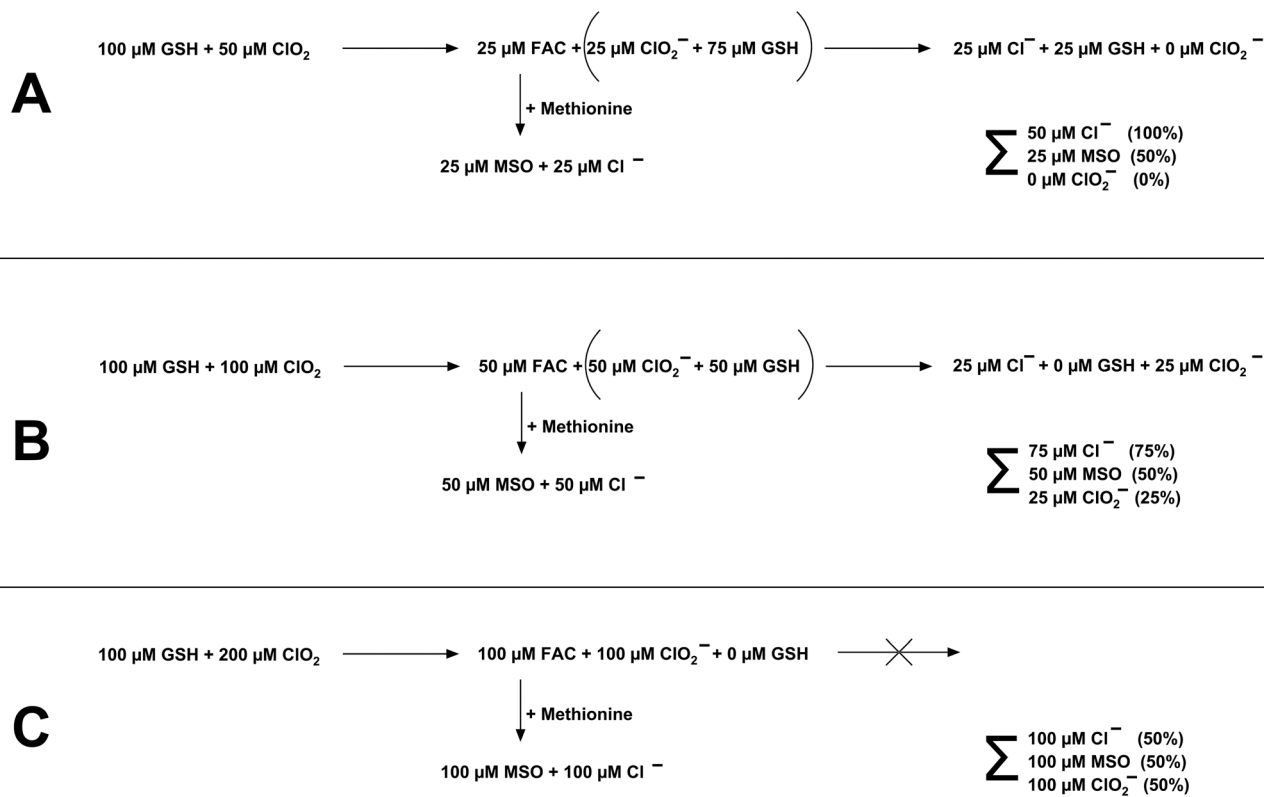 A
100 µM GSH + 50 µM ClO₂
25 µM FAC + (25 µM ClO₂⁻ + 75 µM GSH)
25 µM Cl⁻ + 25 µM GSH + 0 µM ClO₂⁻
+ Methionine
25 µM MSO + 25 µM Cl⁻
∑
50 µM Cl⁻ (100%)
25 µM MSO (50%)
0 µM ClO₂⁻ (0%)
B
100 µM GSH + 100 µM ClO₂
50 µM FAC + (50 µM ClO₂⁻ + 50 µM GSH)
25 µM Cl⁻ + 0 µM GSH + 25 µM ClO₂⁻
+ Methionine
50 µM MSO + 50 µM Cl⁻
∑
75 µM Cl⁻ (75%)
50 µM MSO (50%)
25 µM ClO₂⁻ (25%)
C
100 µM GSH + 200 µM ClO₂
100 µM FAC + 100 µM ClO₂⁻ + 0 µM GSH
+ Methionine
100 µM MSO + 100 µM Cl⁻
∑
100 µM Cl⁻ (50%)
100 µM MSO (50%)
100 µM ClO₂⁻ (50%)